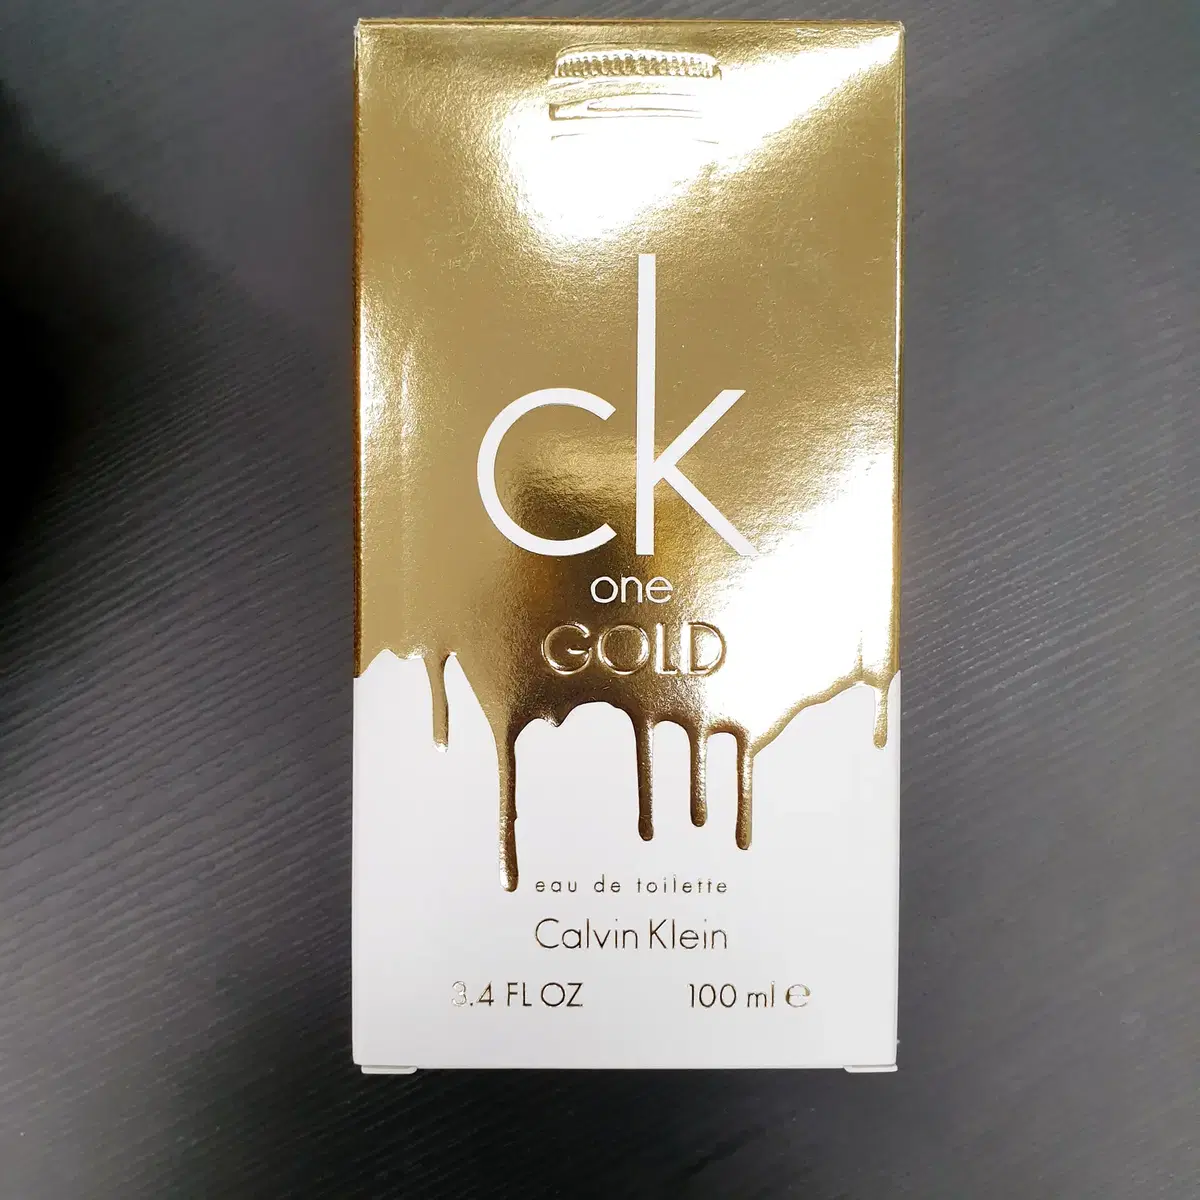 ck
one
GOLD
eau de toilette
Calvin Klein
3.4 FL OZ 100 ml ℮